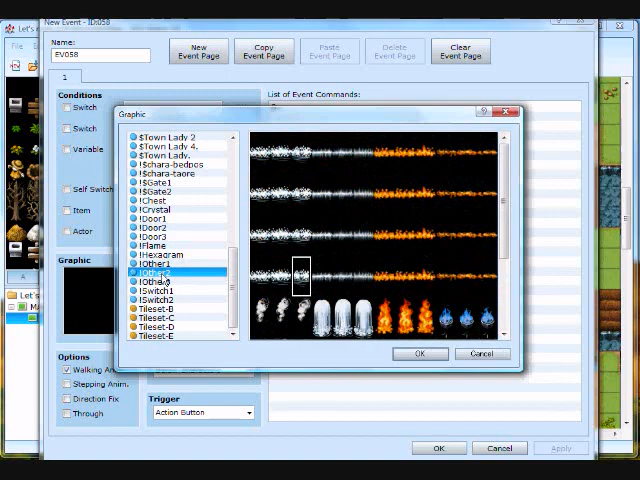 New Event - ID:058
Let's
File
Name:
EV058
New
Event Page
Copy
Event Page
Paste
Event Page
Delete
Event Page
Clear
Event Page
1
Conditions
Switch
Switch
Variable
Self Switch
Item
Actor
List of Event Commands:
Graphic
$Town Lady 2
$Town Lady 4.
$Town Lady.
!$chara-bedpos
!$chara-taore
!$Gate1
!$Gate2
!Chest
!Crystal
!Door1
!Door2
!Door3
!Flame
!Hexagram
!Other1
!Other2
!Switch1
!Switch2
Tileset-B
Tileset-C
Tileset-D
Tileset-E
OK
Cancel
Graphic
A
Let's
Options
Walking An
Stepping Anim.
Direction Fix
Through
Trigger
Action Button
OK
Cancel
Apply